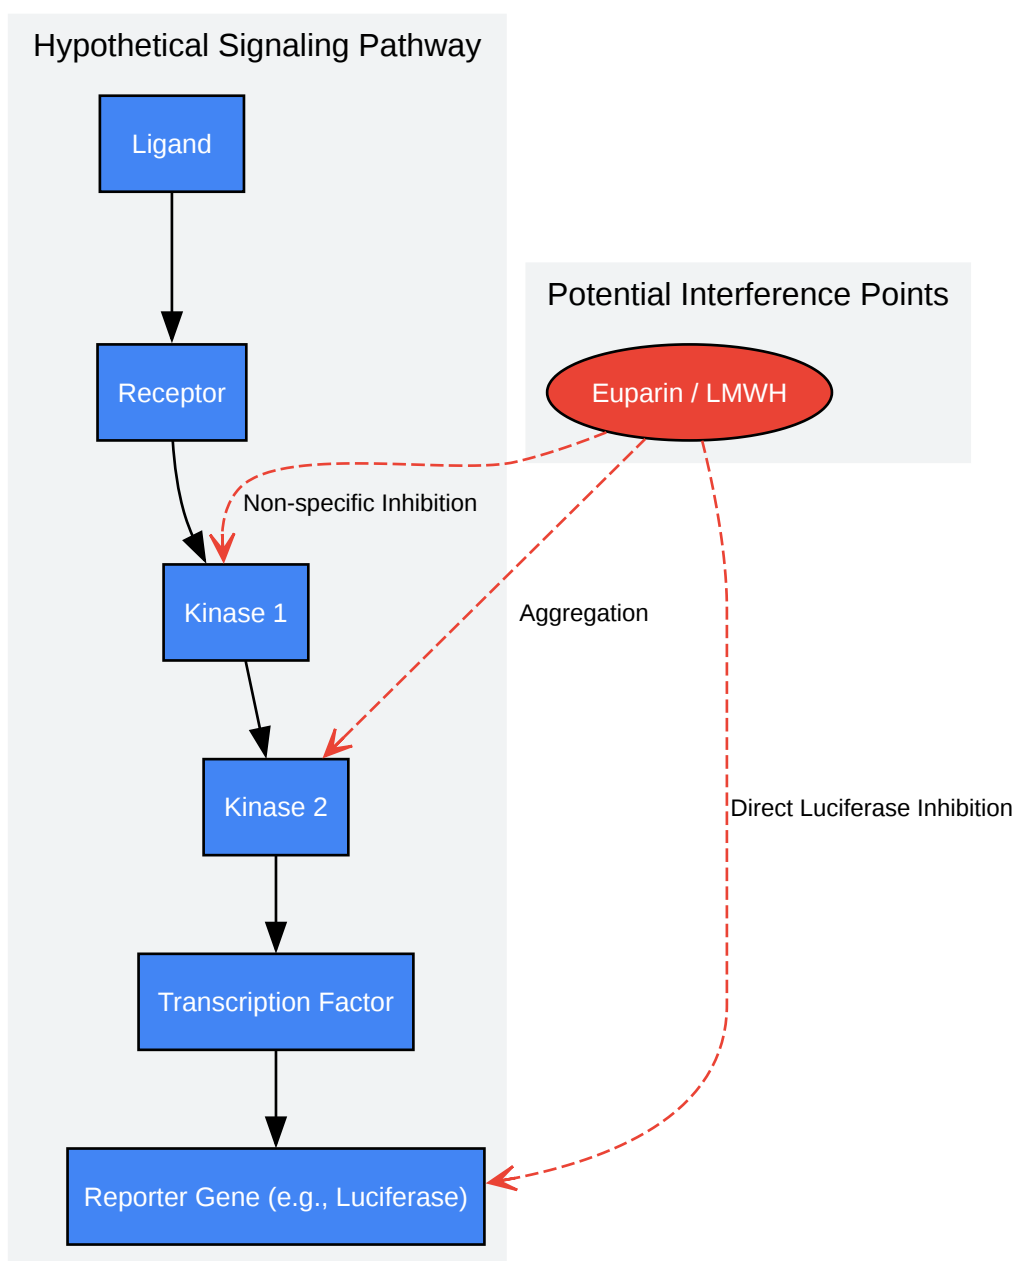 Hypothetical Signaling Pathway
Ligand
Potential Interference Points
Receptor
Euparin / LMWH
Non-specific Inhibition
Kinase 1
Aggregation
Kinase 2
Direct Luciferase Inhibition
Transcription Factor
Reporter Gene (e.g., Luciferase)